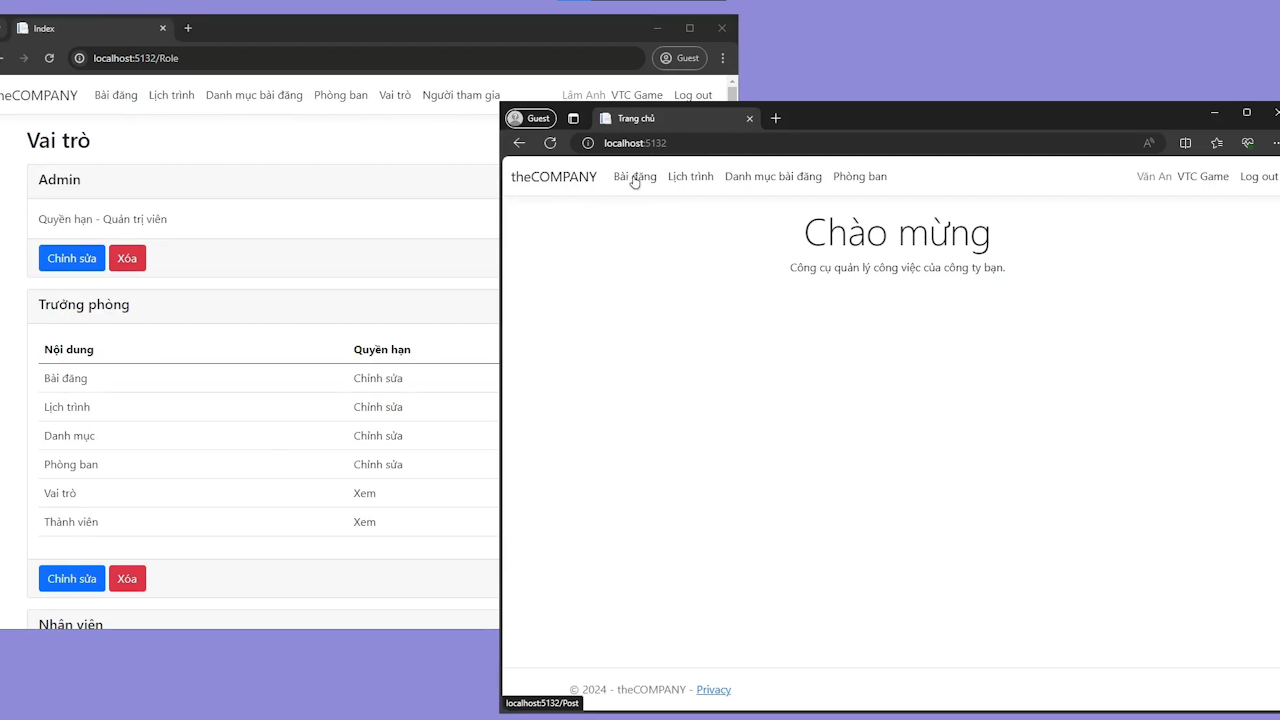 Index
localhost:5132/Role
Guest
heCOMPANY Bài đăng Lịch trình Danh mục bài đăng Phòng ban Vai trò Người tham gia Lâm Anh VTC Game Log out
Vai trò
Admin
Quyền hạn - Quản trị viên
Chỉnh sửa Xóa
Trưởng phòng
Nội dung Quyền hạn
Bài đăng Chỉnh sửa
Lịch trình Chỉnh sửa
Danh mục Chỉnh sửa
Phòng ban Chỉnh sửa
Vai trò Xem
Thành viên Xem
Chỉnh sửa Xóa
Nhân viên
Guest Trang chủ
localhost:5132
theCOMPANY Bài đăng Lịch trình Danh mục bài đăng Phòng ban Văn An VTC Game Log out
Chào mừng
Công cụ quản lý công việc của công ty bạn.
© 2024 - theCOMPANY - Privacy
localhost:5132/Post